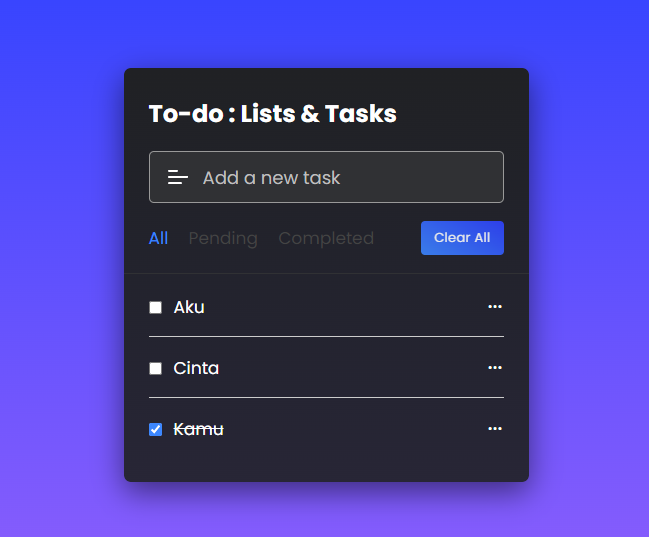 To-do : Lists & Tasks
Add a new task
All Pending Completed Clear All
Aku
Cinta
Kamu